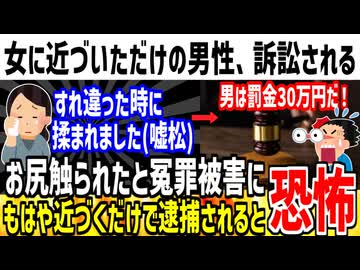 女に近づいただけの男性、訴訟される
すれ違った時に
揉まれました(嘘松)
男は罰金30万円だ!
お尻触られたと冤罪被害に
もはや近づくだけで逮捕されると
恐怖